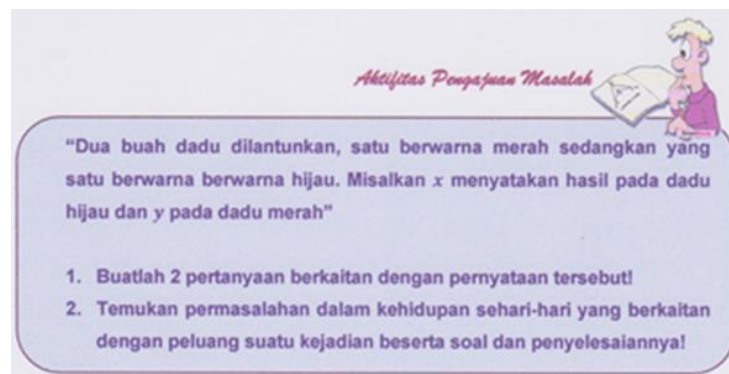 Aktifitas Pengajuan Masalah
“Dua buah dadu dilantunkan, satu berwarna merah sedangkan yang
satu berwarna berwarna hijau. Misalkan x menyatakan hasil pada dadu
hijau dan y pada dadu merah”
1. Buatlah 2 pertanyaan berkaitan dengan pernyataan tersebut!
2. Temukan permasalahan dalam kehidupan sehari-hari yang berkaitan
dengan peluang suatu kejadian beserta soal dan penyelesaiannya!